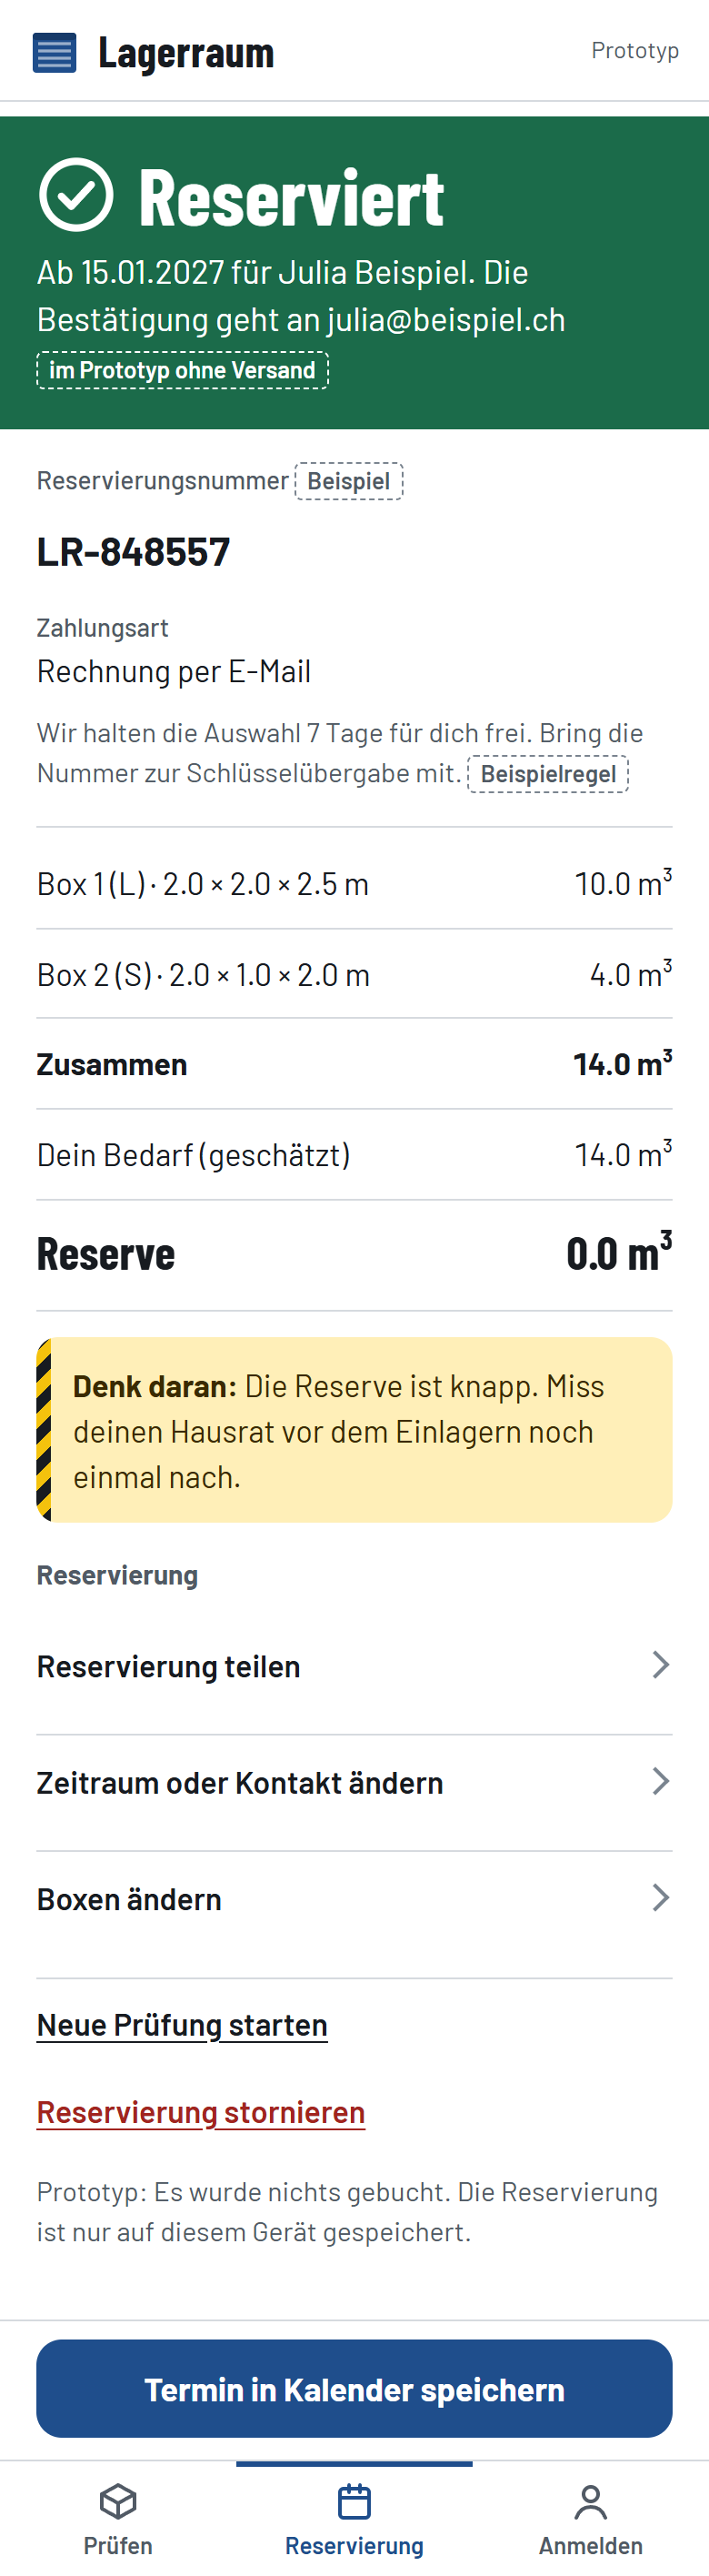 Lagerraum
Prototyp
Reserviert
Ab 15.01.2027 für Julia Beispiel. Die
Bestätigung geht an julia@beispiel.ch
im Prototyp ohne Versand
Reservierungsnummer Beispiel
LR-848557
Zahlungsart
Rechnung per E-Mail
Wir halten die Auswahl 7 Tage für dich frei. Bring die
Nummer zur Schlüsselübergabe mit. Beispielregel
Box 1 (L) · 2.0 × 2.0 × 2.5 m 10.0 m³
Box 2 (S) · 2.0 × 1.0 × 2.0 m 4.0 m³
Zusammen 14.0 m³
Dein Bedarf (geschätzt) 14.0 m³
Reserve 0.0 m³
Denk daran: Die Reserve ist knapp. Miss
deinen Hausrat vor dem Einlagern noch
einmal nach.
Reservierung
Reservierung teilen
Zeitraum oder Kontakt ändern
Boxen ändern
Neue Prüfung starten
Reservierung stornieren
Prototyp: Es wurde nichts gebucht. Die Reservierung
ist nur auf diesem Gerät gespeichert.
Termin in Kalender speichern
Prüfen Reservierung Anmelden